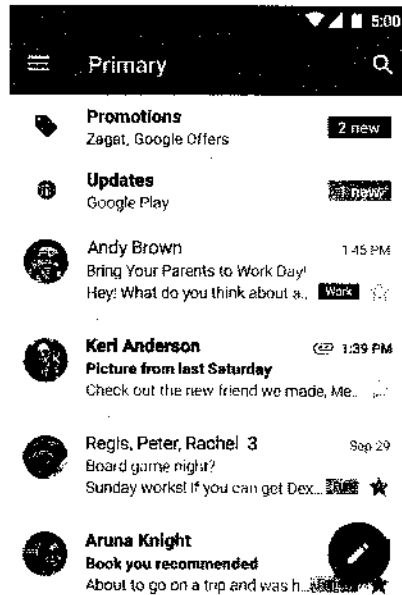 5:00
Primary
Promotions
2 new
Zagat, Google Offers
Updates
1 new
Google Play
Andy Brown 1:45 PM
Bring Your Parents to Work Day!
Hey! What do you think about a.. Work
Keri Anderson 1:39 PM
Picture from last Saturday
Check out the new friend we made, Me..
Regis, Peter, Rachel 3 Sep 29
Board game night?
Sunday works! If you can get Dex...
Aruna Knight
Book you recommended
About to go on a trip and was h...